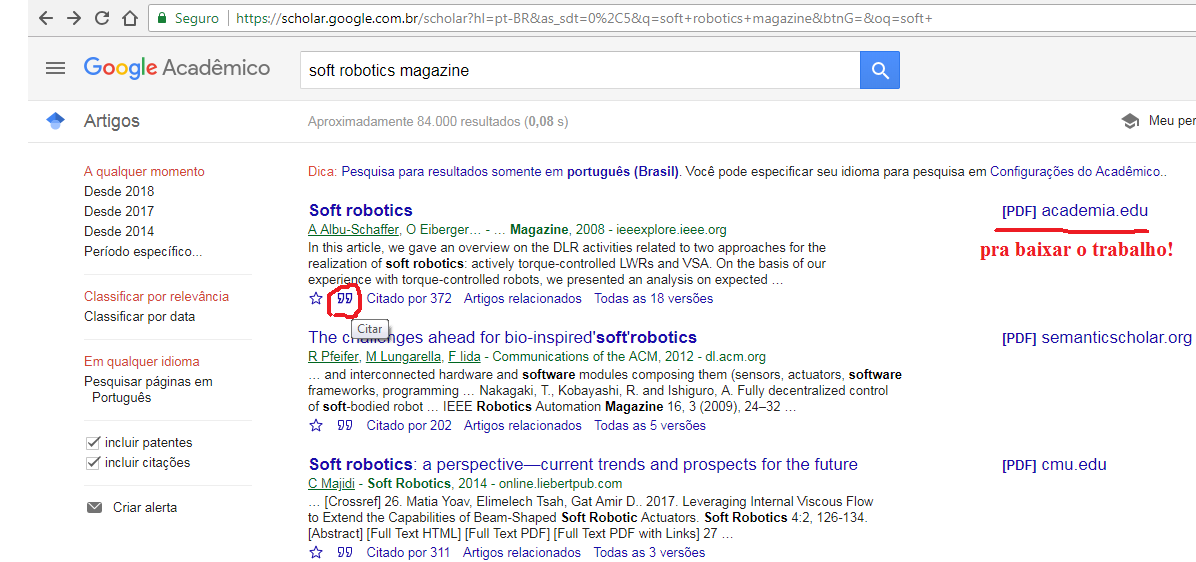 Seguro https://scholar.google.com.br/scholar?hl=pt-BR&as_sdt=0%2C5&q=soft+robotics+magazine&btnG=&oq=soft+
Google Acadêmico soft robotics magazine
Artigos Aproximadamente 84.000 resultados (0,08 s) Meu per
A qualquer momento
Desde 2018
Desde 2017
Desde 2014
Período específico...
Classificar por relevância
Classificar por data
Em qualquer idioma
Pesquisar páginas em
Português
incluir patentes
incluir citações
Criar alerta
Dica: Pesquisa para resultados somente em português (Brasil). Você pode especificar seu idioma para pesquisa em Configurações do Acadêmico..
Soft robotics [PDF] academia.edu
pra baixar o trabalho!
A Albu-Schaffer, O Eiberger… - … Magazine, 2008 - ieeexplore.ieee.org
In this article, we gave an overview on the DLR activities related to two approaches for the
realization of soft robotics: actively torque-controlled LWRs and VSA. On the basis of our
experience with torque-controlled robots, we presented an analysis on expected …
Citado por 372 Artigos relacionados Todas as 18 versões
Citar
The challenges ahead for bio-inspired'soft'robotics [PDF] semanticscholar.org
R Pfeifer, M Lungarella, F Iida - Communications of the ACM, 2012 - dl.acm.org
… and interconnected hardware and software modules composing them (sensors, actuators, software
frameworks, programming … Nakagaki, T., Kobayashi, R. and Ishiguro, A. Fully decentralized control
of soft-bodied robot … IEEE Robotics Automation Magazine 16, 3 (2009), 24–32 …
Citado por 202 Artigos relacionados Todas as 5 versões
Soft robotics: a perspective—current trends and prospects for the future [PDF] cmu.edu
C Majidi - Soft Robotics, 2014 - online.liebertpub.com
… [Crossref] 26. Matia Yoav, Elimelech Tsah, Gat Amir D.. 2017. Leveraging Internal Viscous Flow
to Extend the Capabilities of Beam-Shaped Soft Robotic Actuators. Soft Robotics 4:2, 126-134.
[Abstract] [Full Text HTML] [Full Text PDF] [Full Text PDF with Links] 27 …
Citado por 311 Artigos relacionados Todas as 3 versões